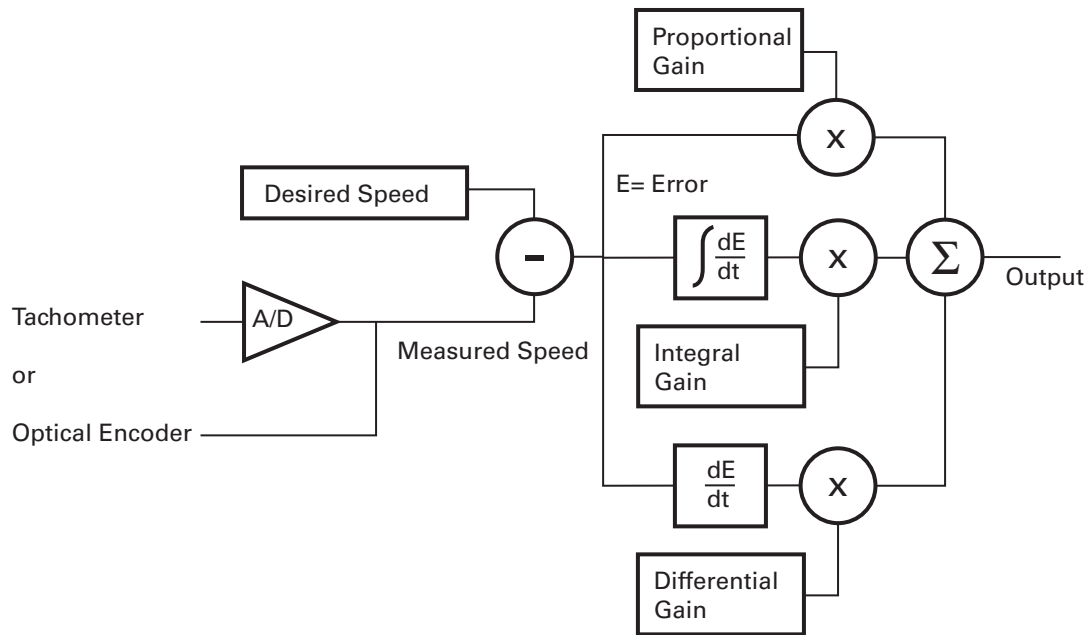 Proportional
Gain
x
Desired Speed
E= Error
-
∫ dE
dt
x
Σ
Output
Tachometer
A/D
Measured Speed
or
Integral
Gain
Optical Encoder
dE
dt
x
Differential
Gain